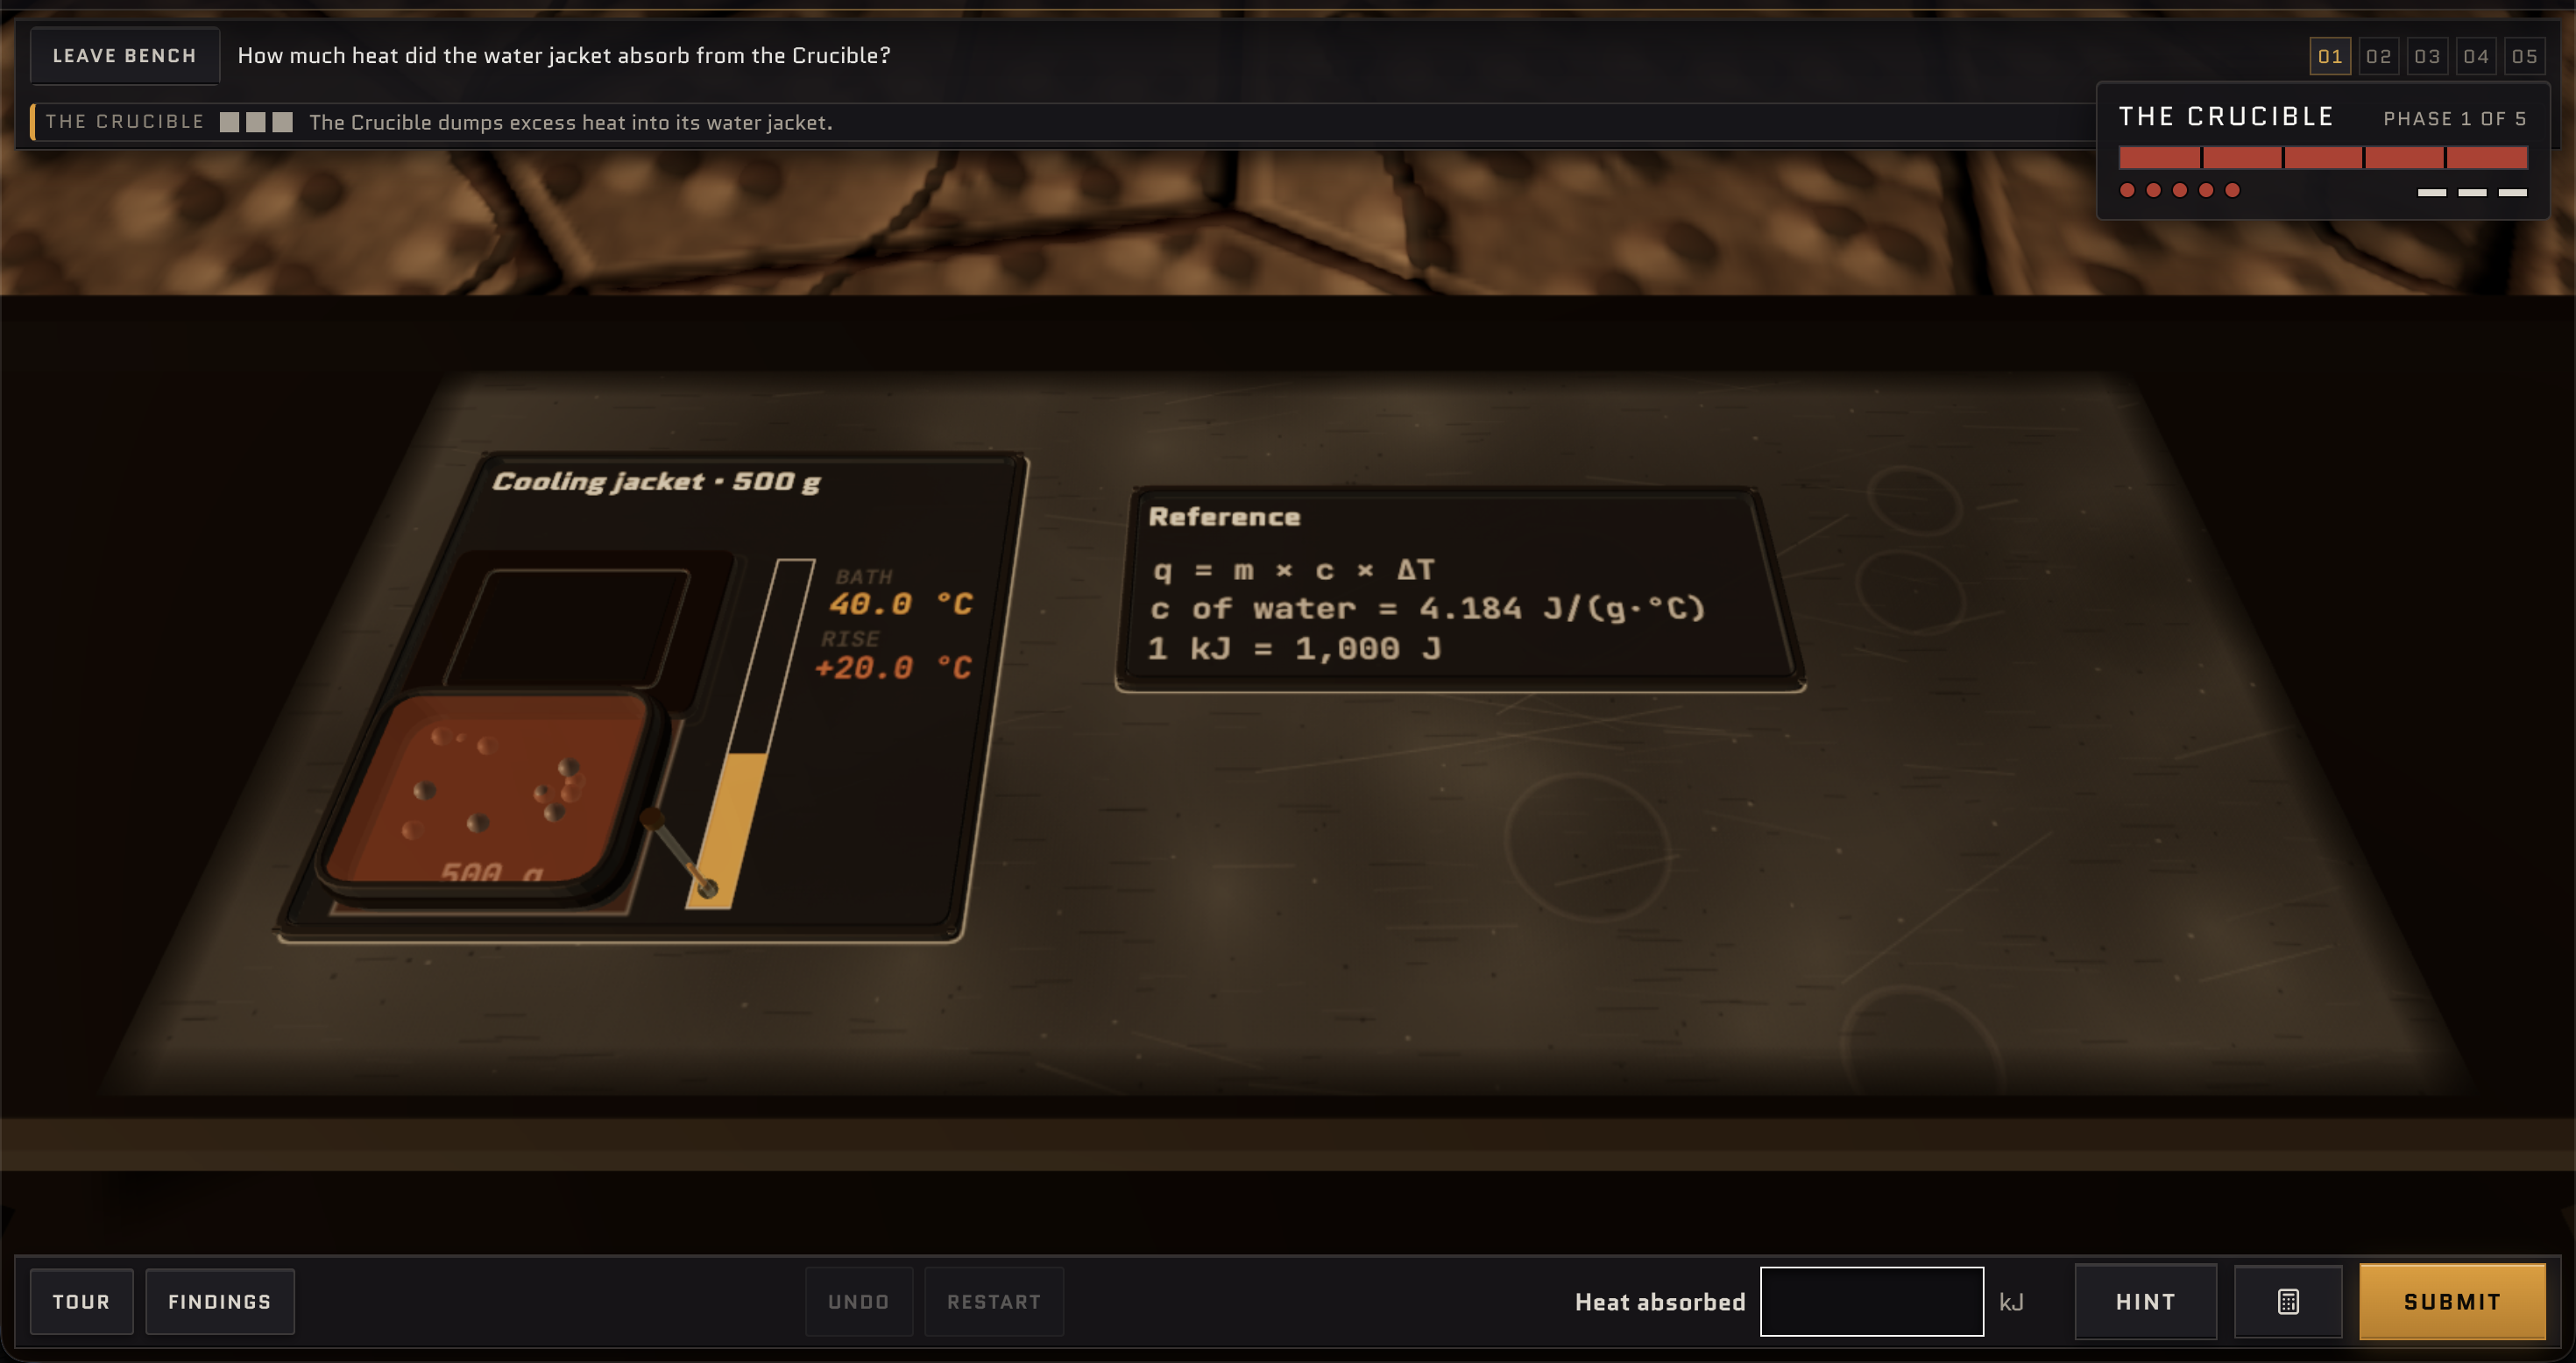 LEAVE BENCH
How much heat did the water jacket absorb from the Crucible?
01 02 03 04 05
THE CRUCIBLE
The Crucible dumps excess heat into its water jacket.
THE CRUCIBLE
PHASE 1 OF 5
Cooling jacket · 500 g
BATH
40.0 °C
RISE
+20.0 °C
500 g
Reference
q = m × c × ΔT
c of water = 4.184 J/(g·°C)
1 kJ = 1,000 J
TOUR
FINDINGS
UNDO
RESTART
Heat absorbed
kJ
HINT
SUBMIT